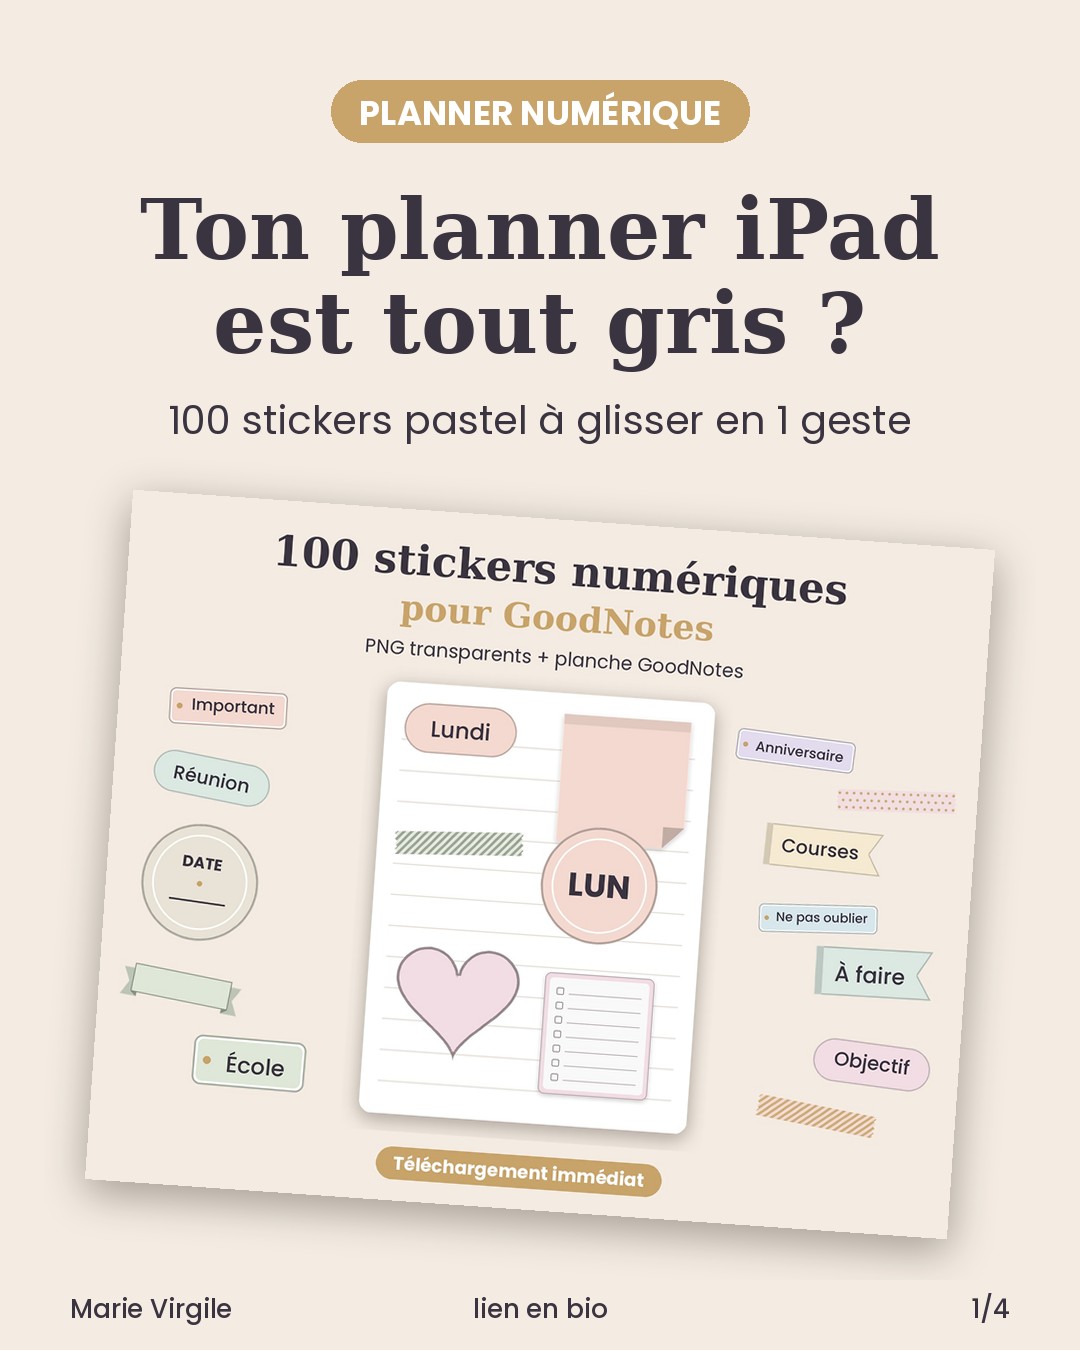 PLANNER NUMÉRIQUE
Ton planner iPad
est tout gris ?
100 stickers pastel à glisser en 1 geste
100 stickers numériques
pour GoodNotes
PNG transparents + planche GoodNotes
Important
Réunion
DATE
École
Lundi
LUN
Anniversaire
Courses
Ne pas oublier
À faire
Objectif
Téléchargement immédiat
Marie Virgile
lien en bio
1/4